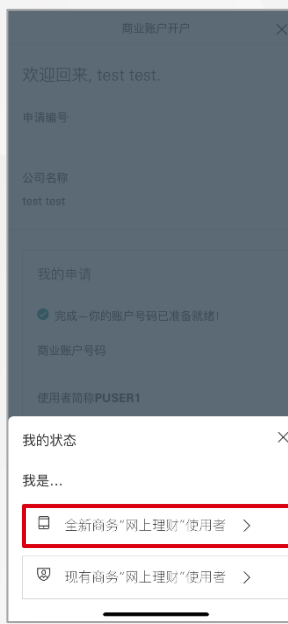 商业账户开户
欢迎回来, test test.
申请编号
公司名称
test test
我的申请
完成—你的账户号码已准备就绪!
商业账户号码
使用者简称PUSER1
我的状态
我是...
全新商务“网上理财”使用者
现有商务“网上理财”使用者